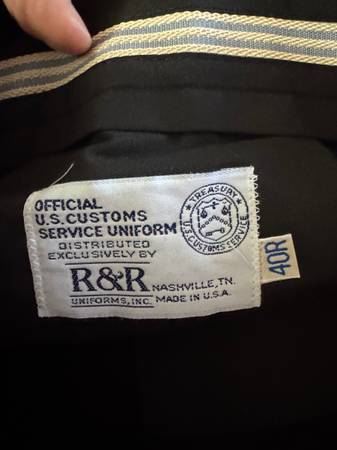 OFFICIAL
U.S. CUSTOMS
SERVICE UNIFORM
DISTRIBUTED
EXCLUSIVELY BY
R&R NASHVILLE, TN.
UNIFORMS, INC. MADE IN U.S.A.
TREASURY
U.S. CUSTOMS SERVICE
40R